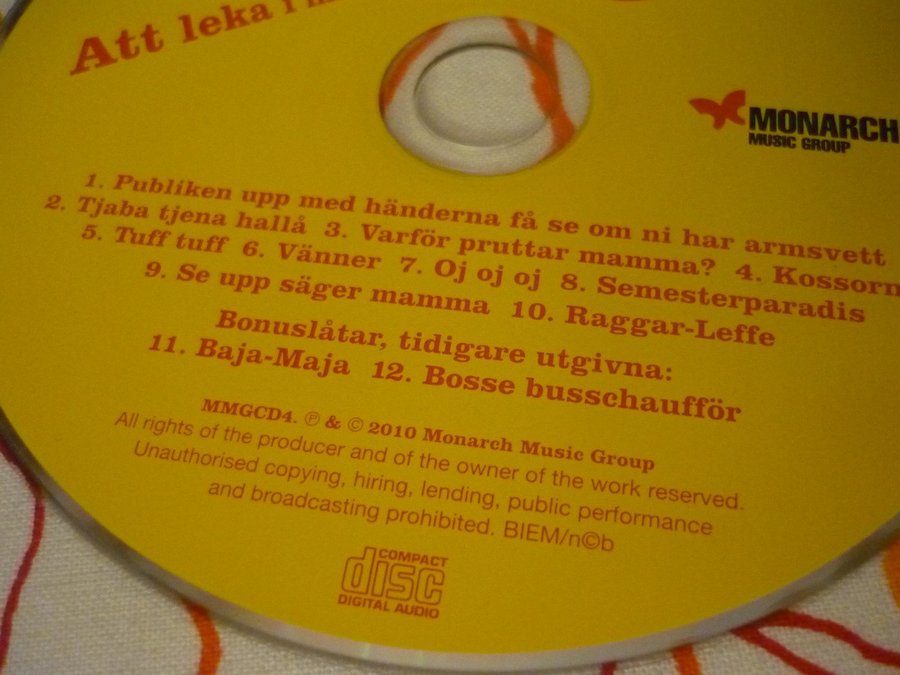 Att leka i
MONARCH
MUSIC GROUP
1. Publiken upp med händerna få se om ni har armsvett
2. Tjaba tjena hallå 3. Varför pruttar mamma? 4. Kossorn
5. Tuff tuff 6. Vänner 7. Oj oj oj 8. Semesterparadis
9. Se upp säger mamma 10. Raggar-Leffe
Bonuslåtar, tidigare utgivna:
11. Baja-Maja 12. Bosse busschaufför
MMGCD4. ℗ & © 2010 Monarch Music Group
All rights of the producer and of the owner of the work reserved.
Unauthorised copying, hiring, lending, public performance
and broadcasting prohibited. BIEM/n©b
COMPACT
disc
DIGITAL AUDIO